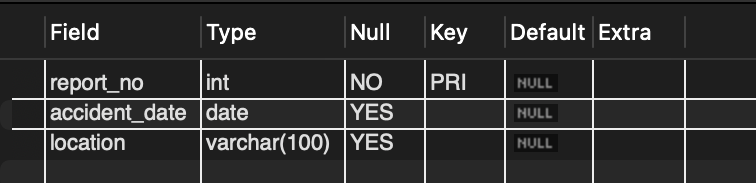 Field Type Null Key Default Extra
report_no int NO PRI NULL
accident_date date YES NULL
location varchar(100) YES NULL